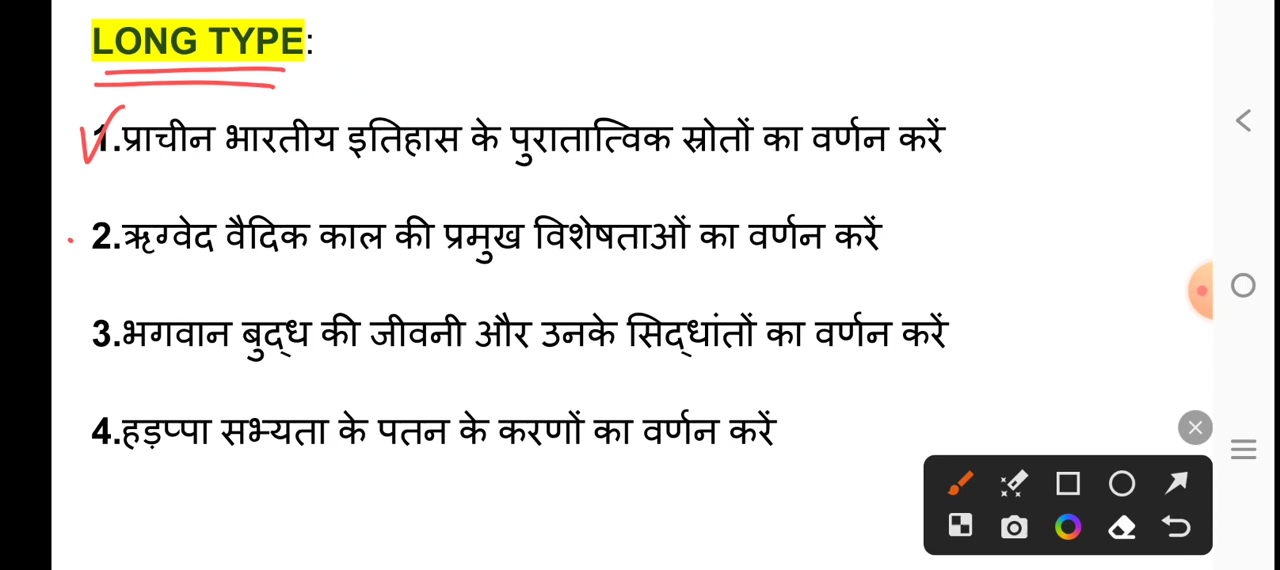 LONG TYPE:
1.प्राचीन भारतीय इतिहास के पुरातात्विक स्रोतों का वर्णन करें
2.ऋग्वेद वैदिक काल की प्रमुख विशेषताओं का वर्णन करें
3.भगवान बुद्ध की जीवनी और उनके सिद्धांतों का वर्णन करें
4.हड़प्पा सभ्यता के पतन के करणों का वर्णन करें